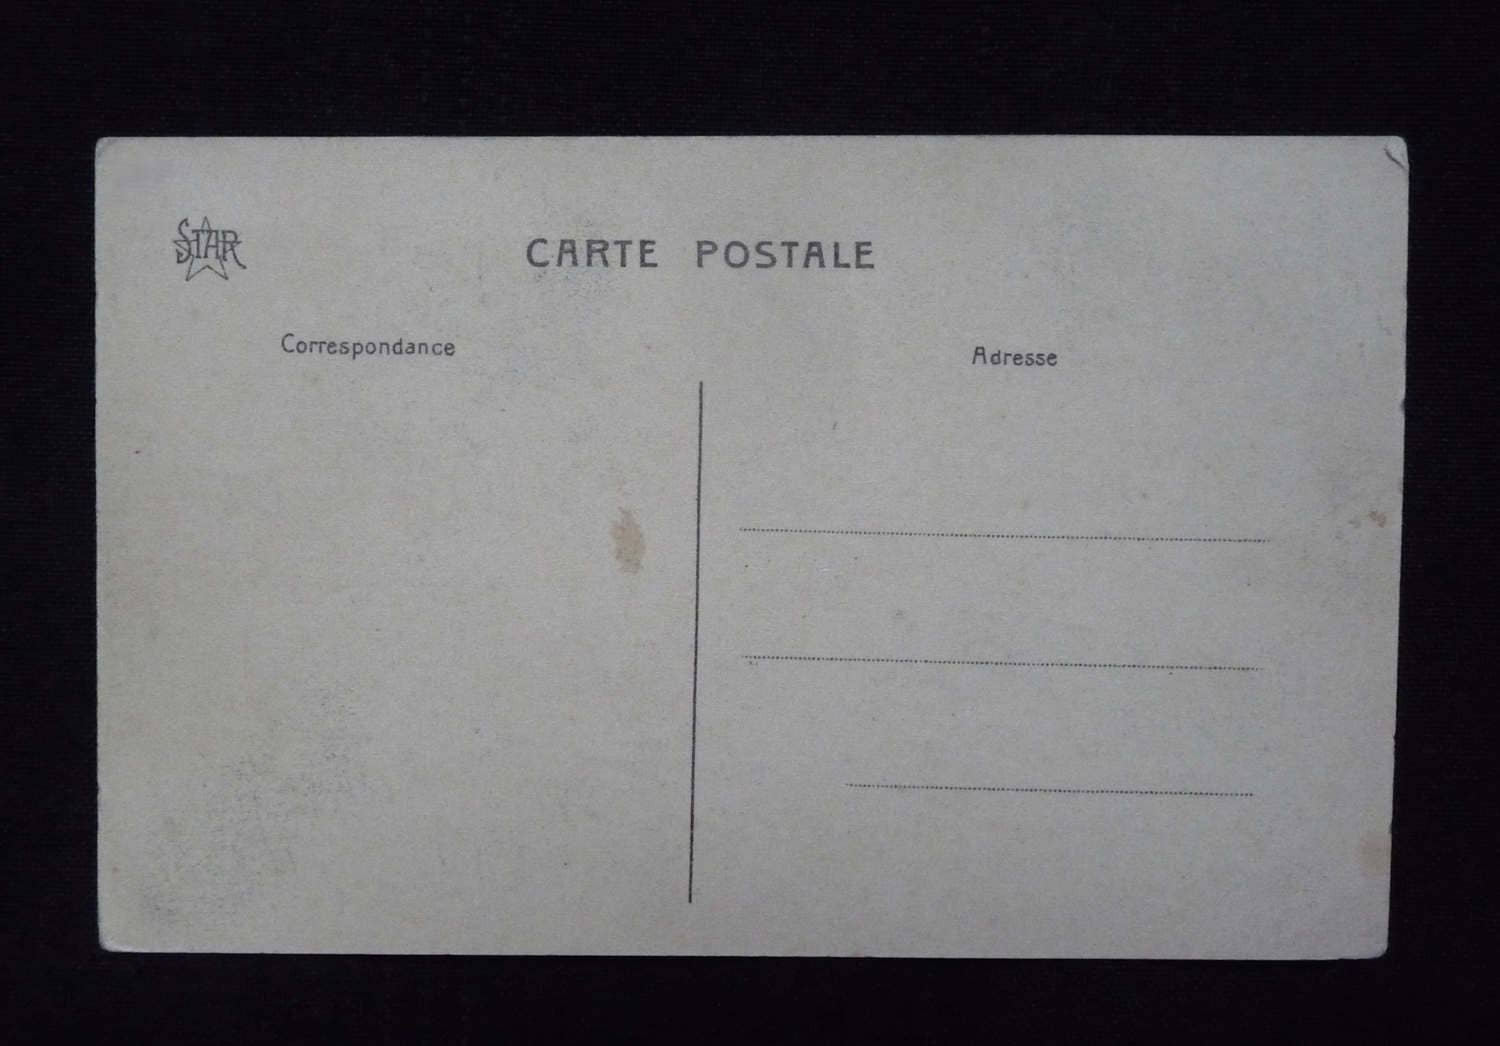 STAR
CARTE POSTALE
Correspondance
Adresse